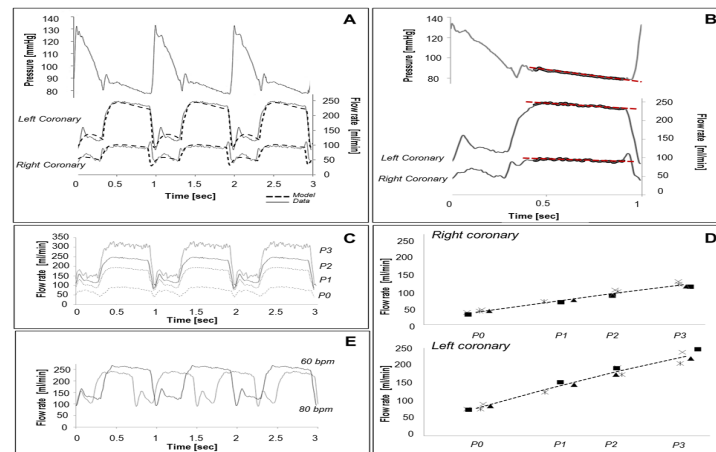 A
Pressure [mmHg]
140
130
120
110
100
90
80
Left Coronary
Right Coronary
Flow rate [ml/min]
250
200
150
100
50
0
0 0.5 1 1.5 2 2.5 3
Time [sec]
Model
Data
B
Pressure [mmHg]
140
120
100
80
Left Coronary
Right Coronary
Flow rate [ml/min]
250
200
150
100
50
0
0 0.5 1
Time [sec]
C
Flow rate [ml/min]
350
300
250
200
150
100
50
0
P3
P2
P1
P0
0 0.5 1 1.5 2 2.5 3
Time [sec]
D
Right coronary
Flow rate [ml/min]
250
200
150
100
50
0
P0 P1 P2 P3
Left coronary
250
200
150
100
50
0
P0 P1 P2 P3
E
Flow rate [ml/min]
300
250
200
150
100
50
0
60 bpm
80 bpm
0 0.5 1 1.5 2 2.5 3
Time [sec]